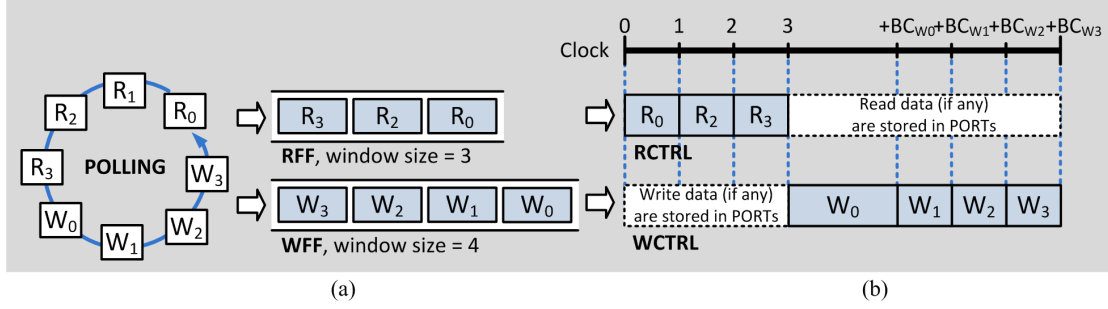 0 1 2 3 +BCW0+BCW1+BCW2+BCW3
Clock
R1
R2 R0
R3 POLLING W3
W0 W2
W1
R3 R2 R0
RFF, window size = 3
W3 W2 W1 W0
WFF, window size = 4
R0 R2 R3 Read data (if any)
are stored in PORTs
RCTRL
Write data (if any)
are stored in PORTs
W0 W1 W2 W3
WCTRL
(a) (b)